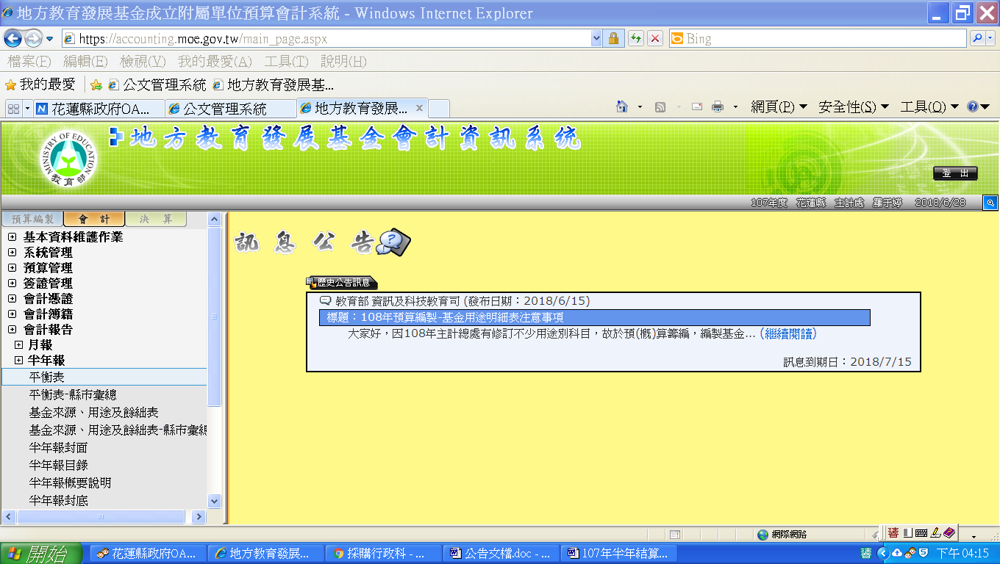 地方教育發展基金成立附屬單位預算會計系統 - Windows Internet Explorer
https://accounting.moe.gov.tw/main_page.aspx
Bing
檔案(F) 編輯(E) 檢視(V) 我的最愛(A) 工具(T) 說明(H)
我的最愛 公文管理系統 地方教育發展基...
花蓮縣政府OA... 公文管理系統 地方教育發展... 網頁(P) 安全性(S) 工具(O)
地方教育發展基金會計資訊系统
MINISTRY OF EDUCATION
教育部
登 出
107年度 花蓮縣 主計處 羅于婷 2018/6/28
預算編製 會 計 決 算
基本資料維護作業
系統管理
預算管理
簽證管理
會計憑證
會計簿籍
會計報告
月報
半年報
平衡表
平衡表-縣市彙總
基金來源、用途及餘絀表
基金來源、用途及餘絀表-縣市彙總
半年報封面
半年報目錄
半年報概要說明
半年報封底
訊息公告
歷史公告訊息
教育部 資訊及科技教育司 (發布日期：2018/6/15)
標題：108年預算編製-基金用途明細表注意事項
大家好，因108年主計總處有修訂不少用途別科目，故於預(概)算籌編，編製基金... (繼續閱讀)
訊息到期日：2018/7/15
網際網路
開始 花蓮縣政府OA... 地方教育發展... 採購行政科 - ... 公告文檔.doc - ... 107年半年結算... 下午 04:15